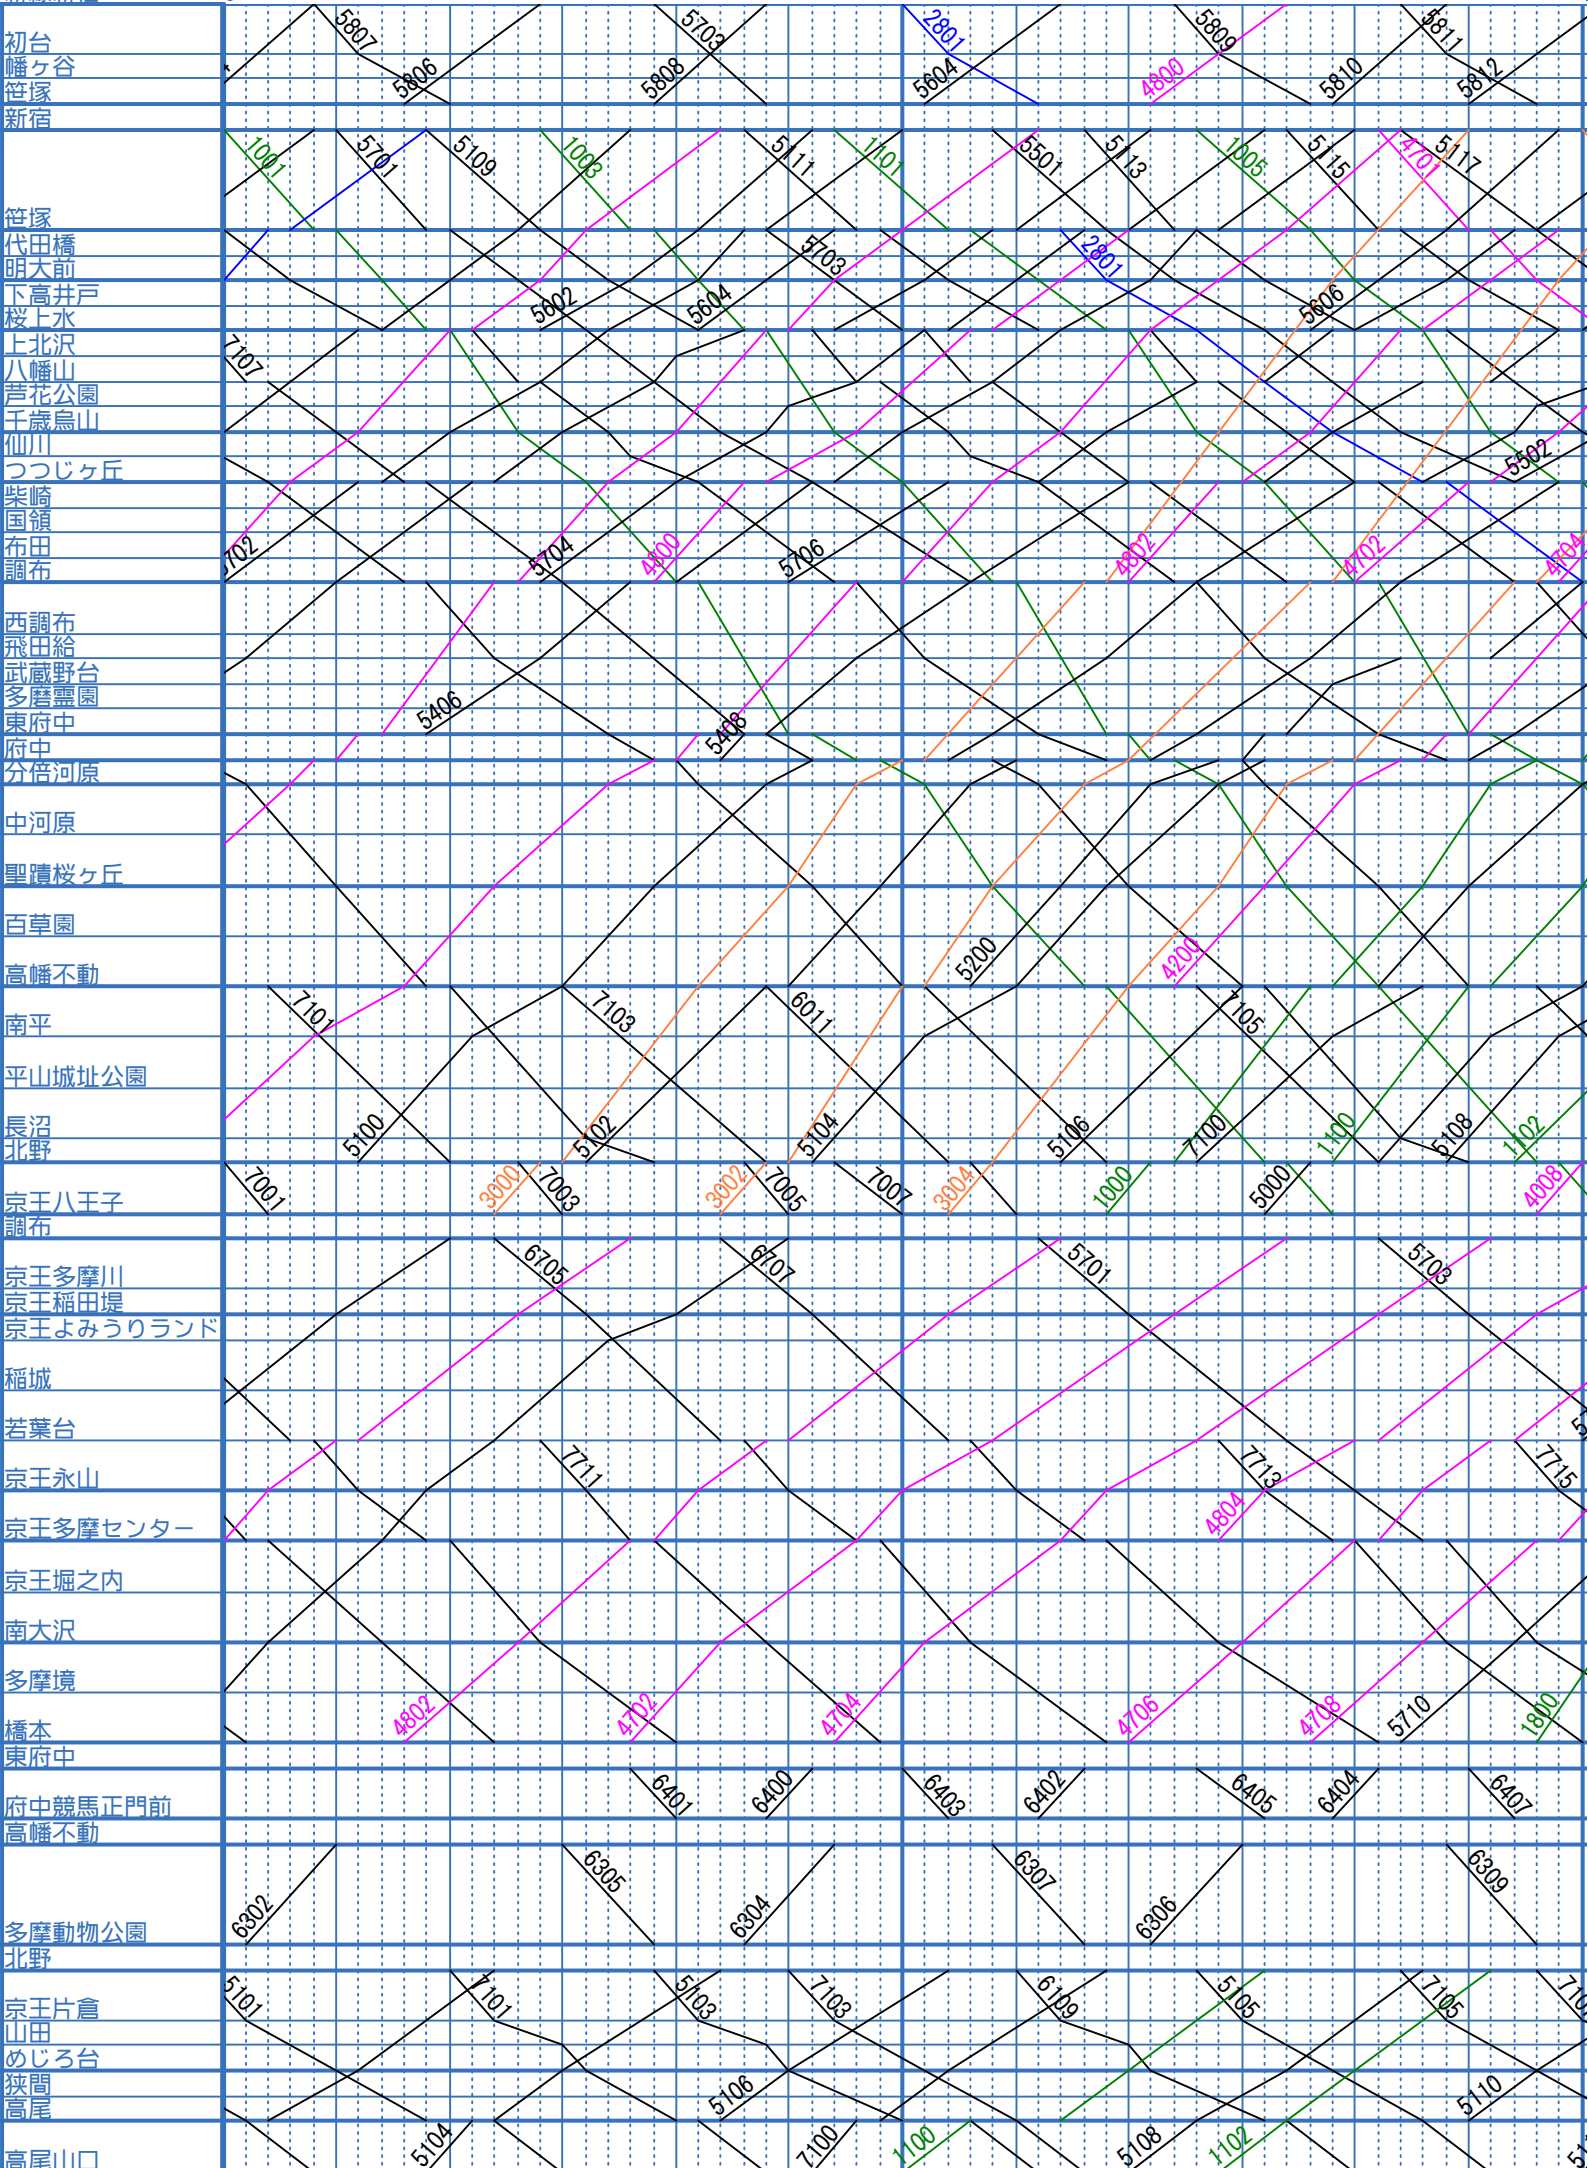 初台
幡ヶ谷
笹塚
新宿
笹塚
代田橋
明大前
下高井戸
桜上水
上北沢
八幡山
芦花公園
千歳烏山
仙川
つつじヶ丘
柴崎
国領
布田
調布
西調布
飛田給
武蔵野台
多磨霊園
東府中
府中
分倍河原
中河原
聖蹟桜ヶ丘
百草園
高幡不動
南平
平山城址公園
長沼
北野
京王八王子
調布
京王多摩川
京王稲田堤
京王よみうりランド
稲城
若葉台
京王永山
京王多摩センター
京王堀之内
南大沢
多摩境
橋本
東府中
府中競馬正門前
高幡不動
多摩動物公園
北野
京王片倉
山田
めじろ台
狭間
高尾
高尾山口
5807 5703 2801 5809 5811
5806 5808 5604 4800 5810 5812
1001 5701 5109 1003 5111 1101 5501 5113 1005 5115 4701 5117
5703 2801
5602 5604 5606
7107
5502
5702 5704 4800 5706 4802 4702 4704
5406 5408
5200 4200
7101 7103 6011 7105
5100 5102 5104 5106 7100 1100 5108 1102
7001 3000 7003 3002 7005 7007 3004 1000 5000 4008
6705 6707 5701 5703
7711 7713 7715
4804
4802 4702 4704 4706 4708 5710 1800
6401 6400 6403 6402 6405 6404 6407
6302 6305 6304 6307 6306 6309
5101 7101 5103 7103 6109 5105 7105
5106 5110
5104 7100 1100 5108 1102